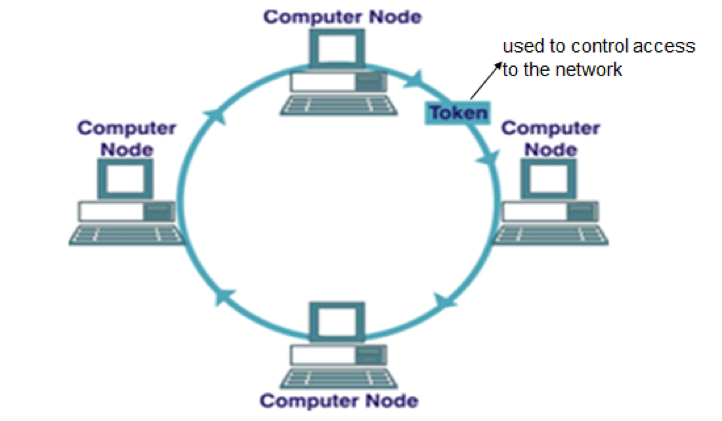 Computer Node
used to control access
to the network
Token
Computer
Node
Computer
Node
Computer Node